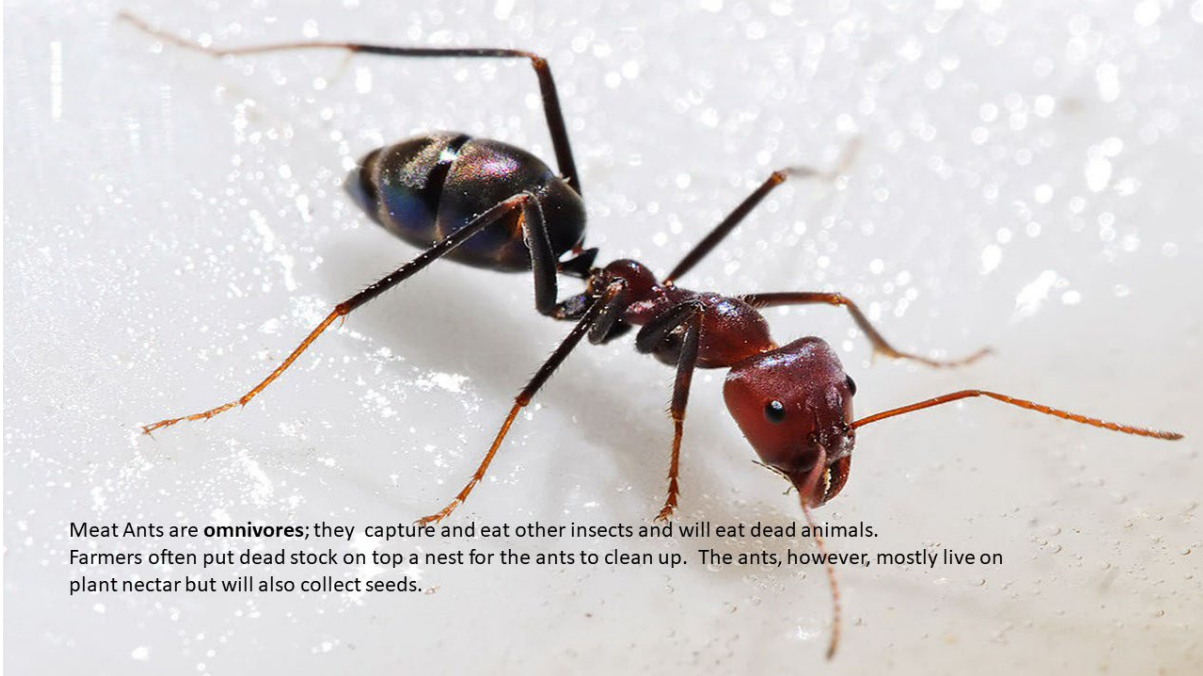 Meat Ants are omnivores; they  capture and eat other insects and will eat dead animals.
Farmers often put dead stock on top a nest for the ants to clean up.  The ants, however, mostly live on
plant nectar but will also collect seeds.